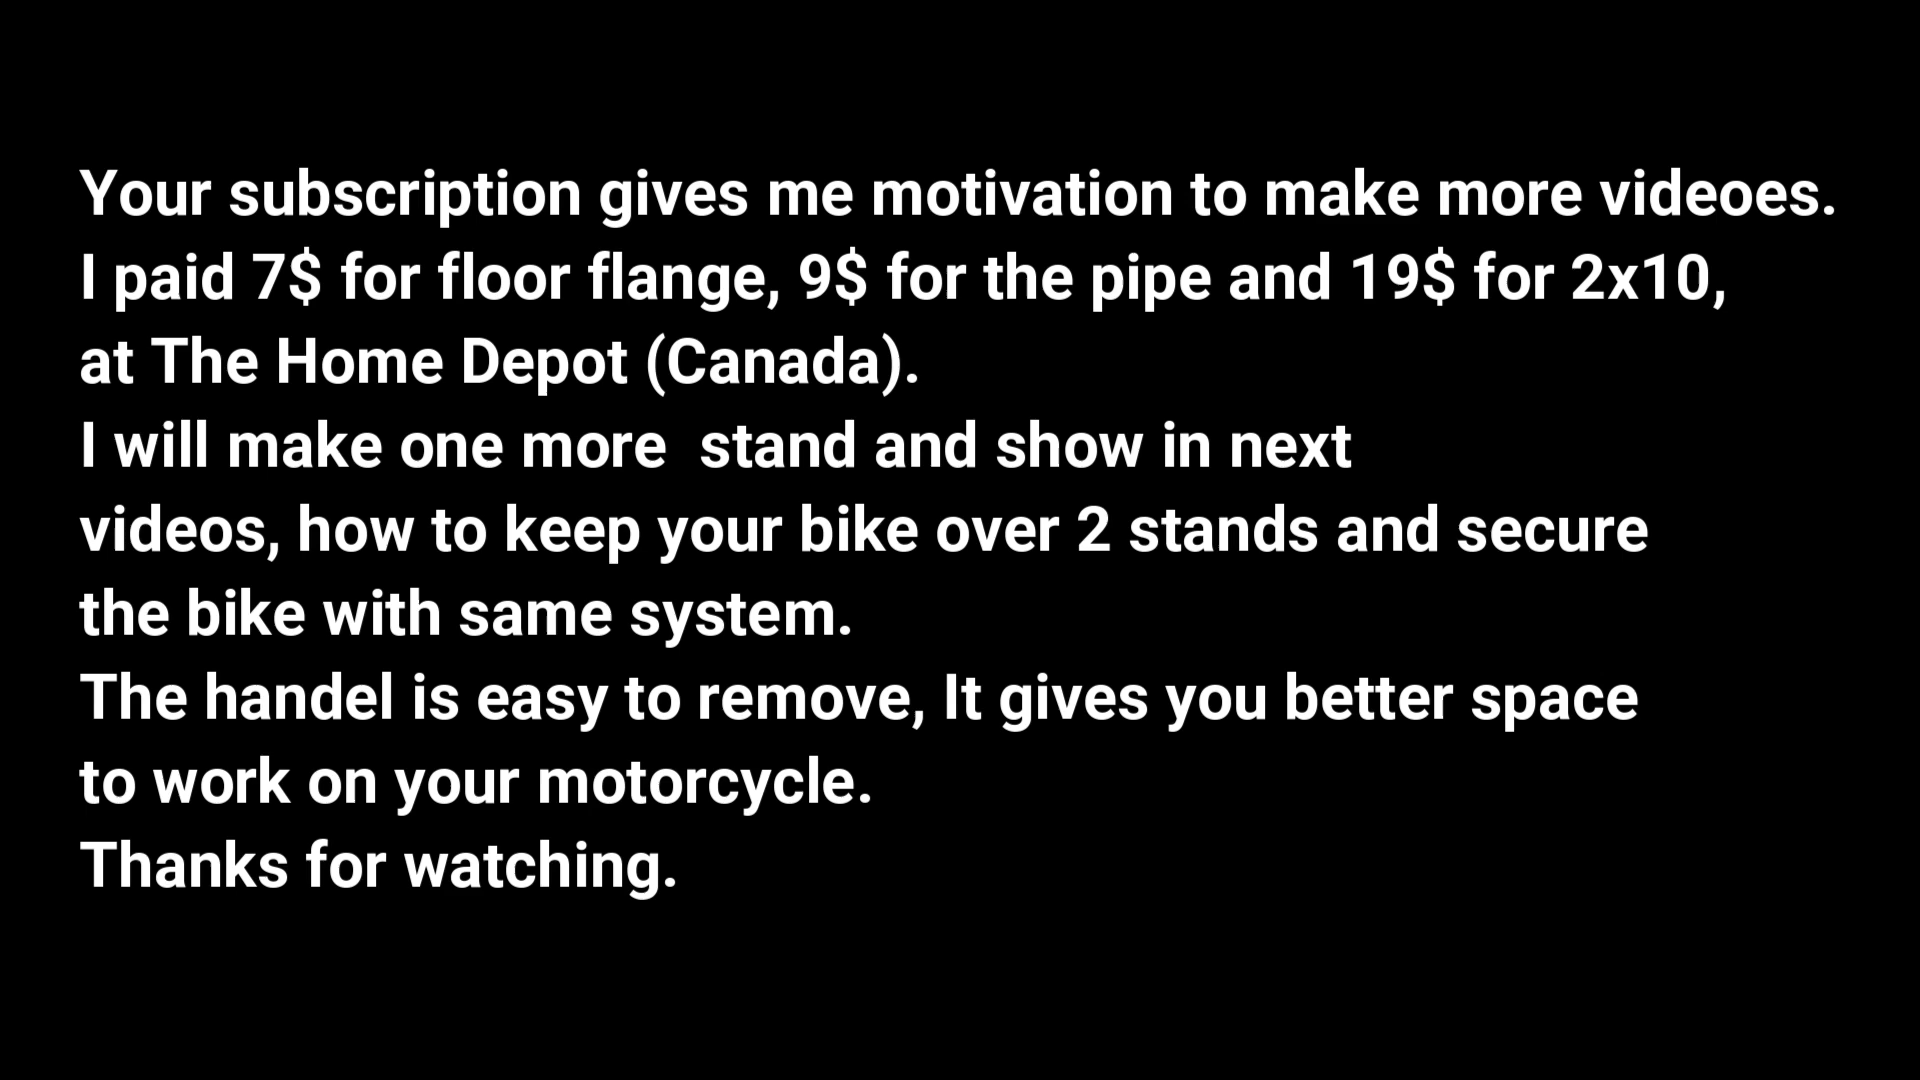 Your subscription gives me motivation to make more videoes.
I paid 7$ for floor flange, 9$ for the pipe and 19$ for 2x10,
at The Home Depot (Canada).
I will make one more  stand and show in next
videos, how to keep your bike over 2 stands and secure
the bike with same system.
The handel is easy to remove, It gives you better space
to work on your motorcycle.
Thanks for watching.